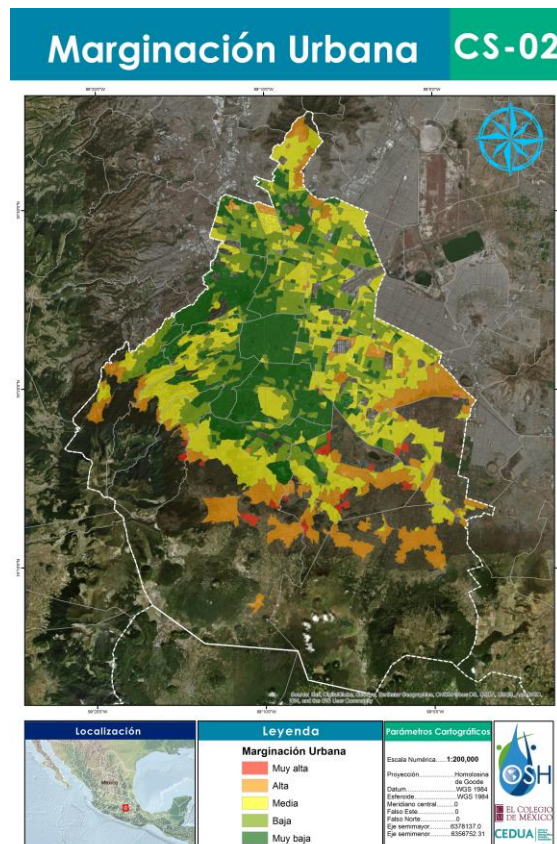 Marginación Urbana
CS-02
Localización
México
Leyenda
Marginación Urbana
Muy alta
Alta
Media
Baja
Muy baja
Parámetros Cartográficos
Escala Numérica......1:200,000
Proyección................Homolosina
de Goode
Datum.......................WGS 1984
Esferoide...................WGS 1984
Meridiano central......0
Falso Este.................0
Falso Norte...............0
Eje semimayor..........6378137.0
Eje semimenor..........6356752.31
OSH
EL COLEGIO
DE MÉXICO
CEDUA